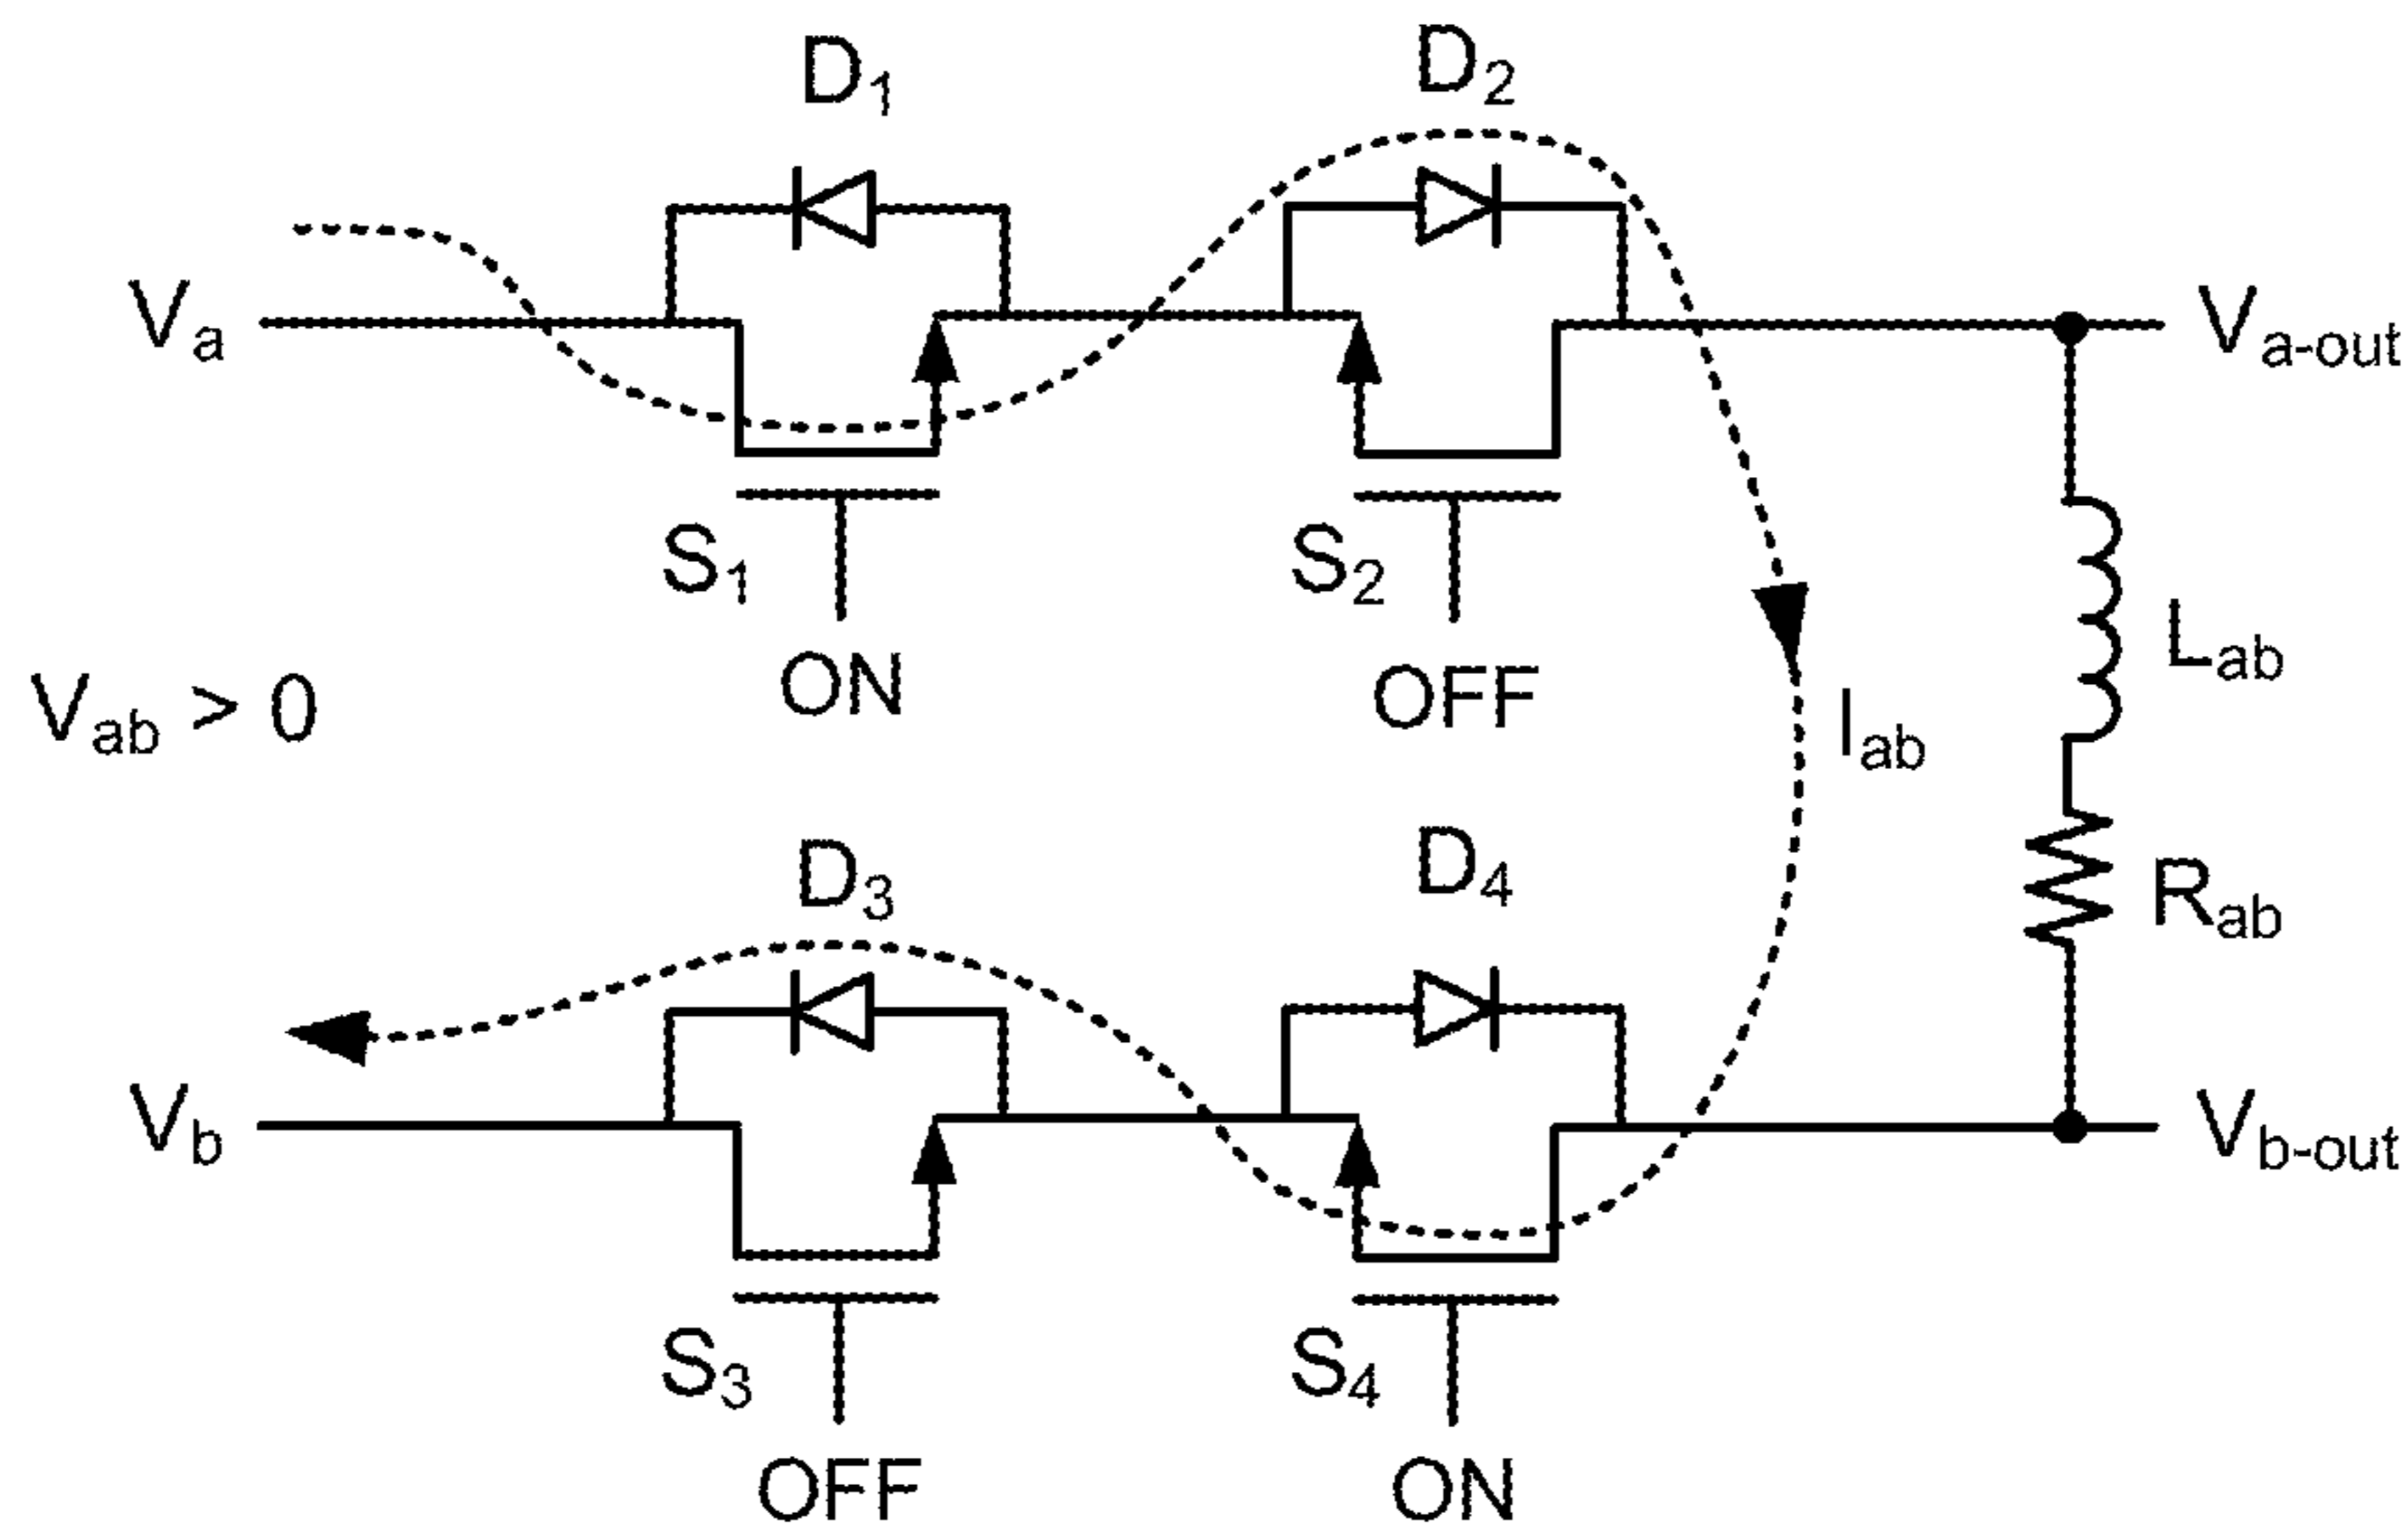 D1
D2
Va
Va-out
S1
S2
ON
OFF
Vab > 0
Lab
Iab
Rab
D3
D4
Vb
Vb-out
S3
S4
OFF
ON